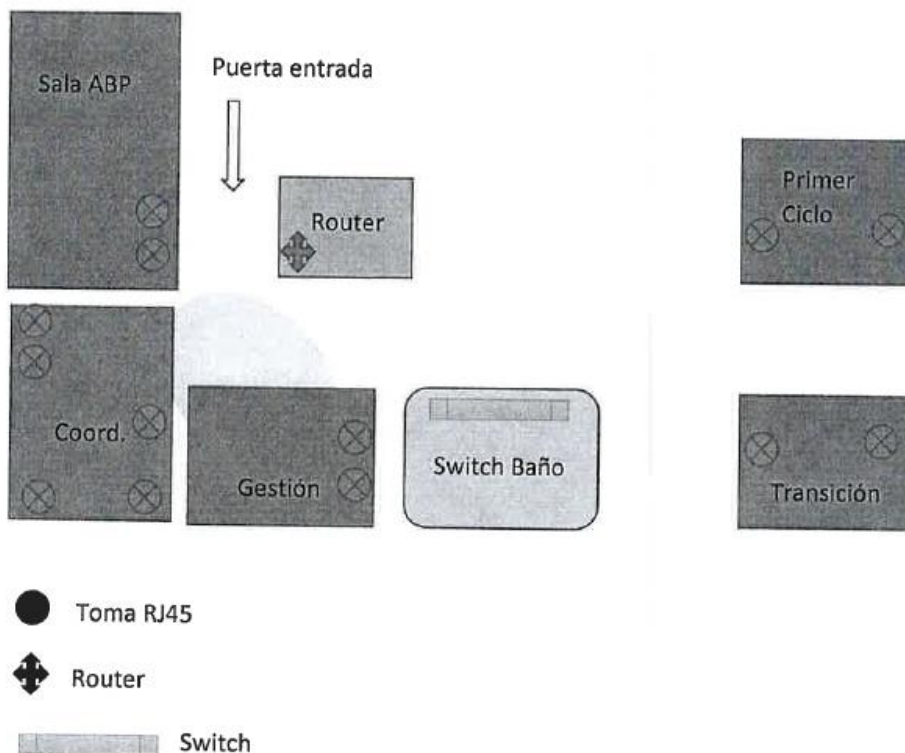 Sala ABP
Puerta entrada
Router
Primer
Ciclo
Coord.
Gestión
Switch Baño
Transición
Toma RJ45
Router
Switch